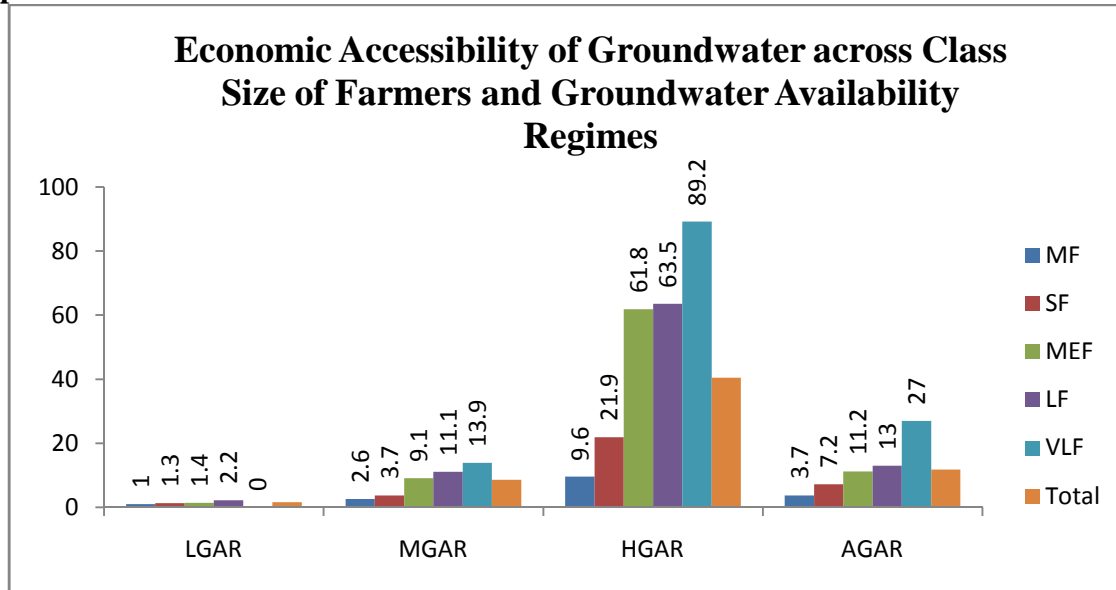 Economic Accessibility of Groundwater across Class
Size of Farmers and Groundwater Availability
Regimes
100
80
60
40
20
0
1
1.3
1.4
2.2
0
2.6
3.7
9.1
11.1
13.9
9.6
21.9
61.8
63.5
89.2
3.7
7.2
11.2
13
27
LGAR
MGAR
HGAR
AGAR
MF
SF
MEF
LF
VLF
Total